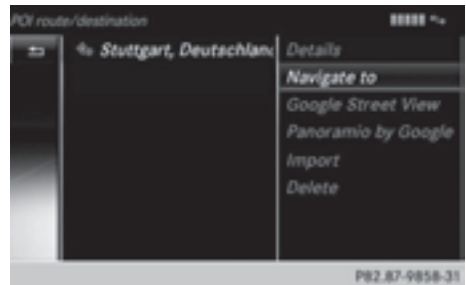 POI route/destination
Stuttgart, Deutschland
Details
Navigate to
Google Street View
Panoramio by Google
Import
Delete
P82.87-9858-31